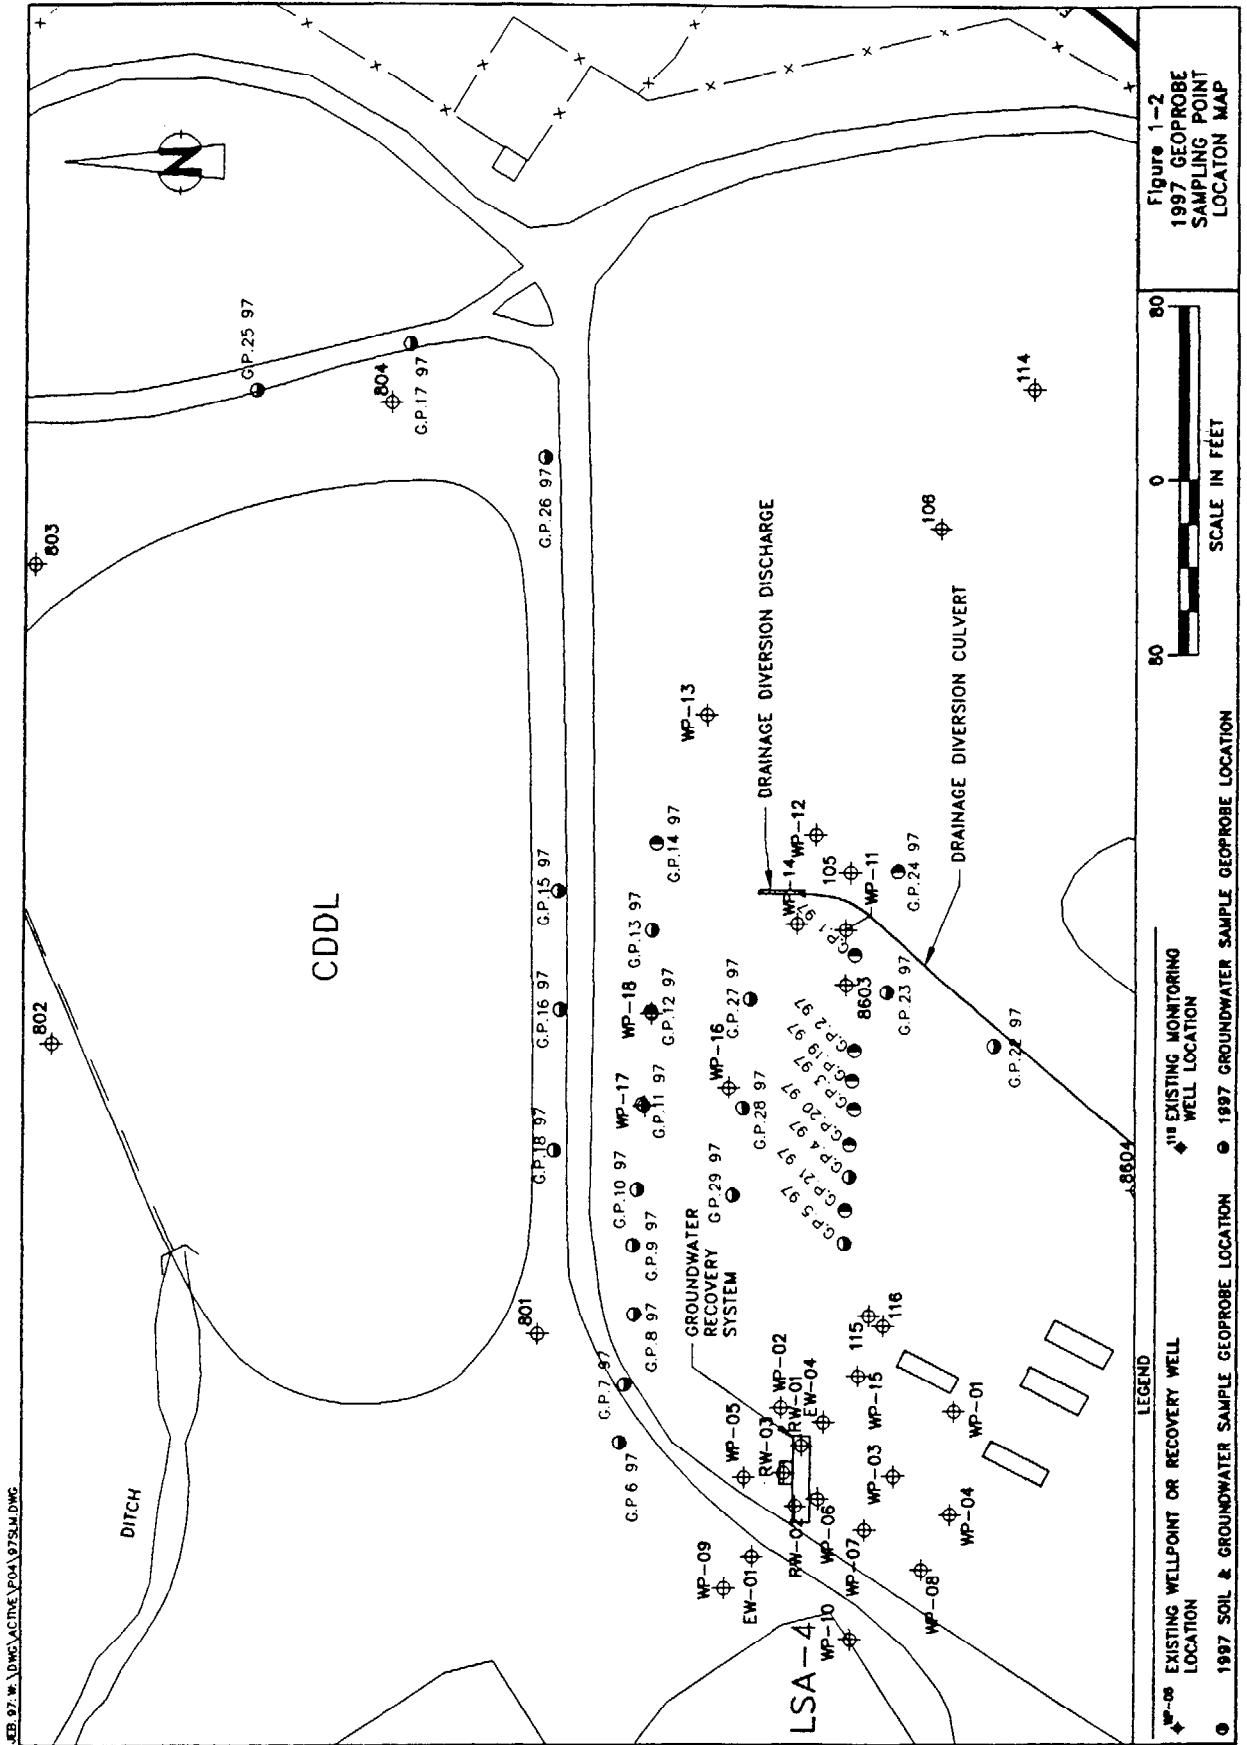 JEB 97: W:\DWG\ACTIVE\P04\97SLM.DWG
N
DITCH
CDDL
801
802
803
804
G.P.25 97
G.P.17 97
G.P.26 97
G.P.15 97
G.P.16 97
G.P.18 97
G.P.14 97
G.P.13 97
WP-18
G.P.12 97
WP-17
G.P.11 97
G.P.10 97
G.P.9 97
G.P.8 97
G.P.7 97
G.P 6 97
WP-13
WP-16
G.P.27 97
G.P.28 97
G.P.29 97
GROUNDWATER
RECOVERY
SYSTEM
DRAINAGE DIVERSION DISCHARGE
DRAINAGE DIVERSION CULVERT
WP-12
WP-14
105
WP-11
G.P.1 97
8603
G.P.24 97
G.P.23 97
G.P.22 97
G.P.2 97
G.P.19 97
G.P.3 97
G.P.20 97
G.P.4 97
G.P.21 97
G.P.5 97
108
114
115
116
8604
WP-02
RW-01
EW-04
WP-05
RW-03
RW-02
WP-06
WP-15
WP-03
WP-01
WP-04
WP-07
WP-08
WP-09
EW-01
WP-10
LSA-4
LEGEND
WP-08 EXISTING WELLPOINT OR RECOVERY WELL
LOCATION
118 EXISTING MONITORING
WELL LOCATION
1997 SOIL & GROUNDWATER SAMPLE GEOPROBE LOCATION
1997 GROUNDWATER SAMPLE GEOPROBE LOCATION
80 0 80
SCALE IN FEET
Figure 1-2
1997 GEOPROBE
SAMPLING POINT
LOCATON MAP